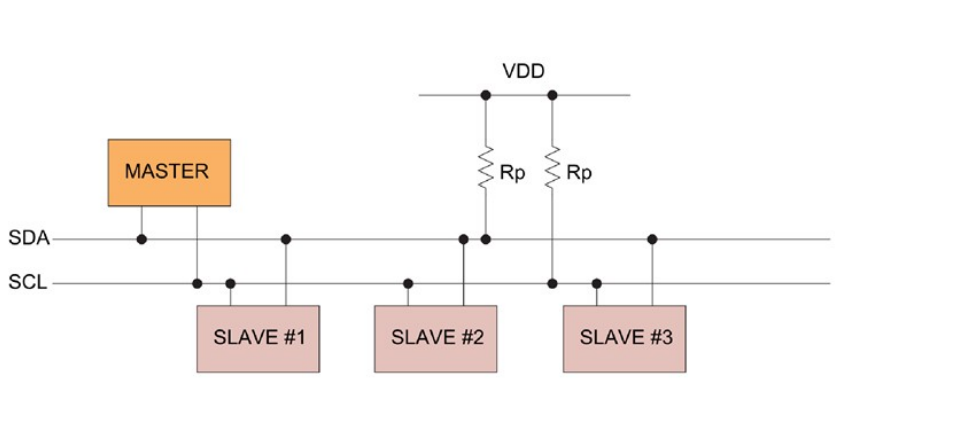 VDD
MASTER
Rp
Rp
SDA
SCL
SLAVE #1
SLAVE #2
SLAVE #3